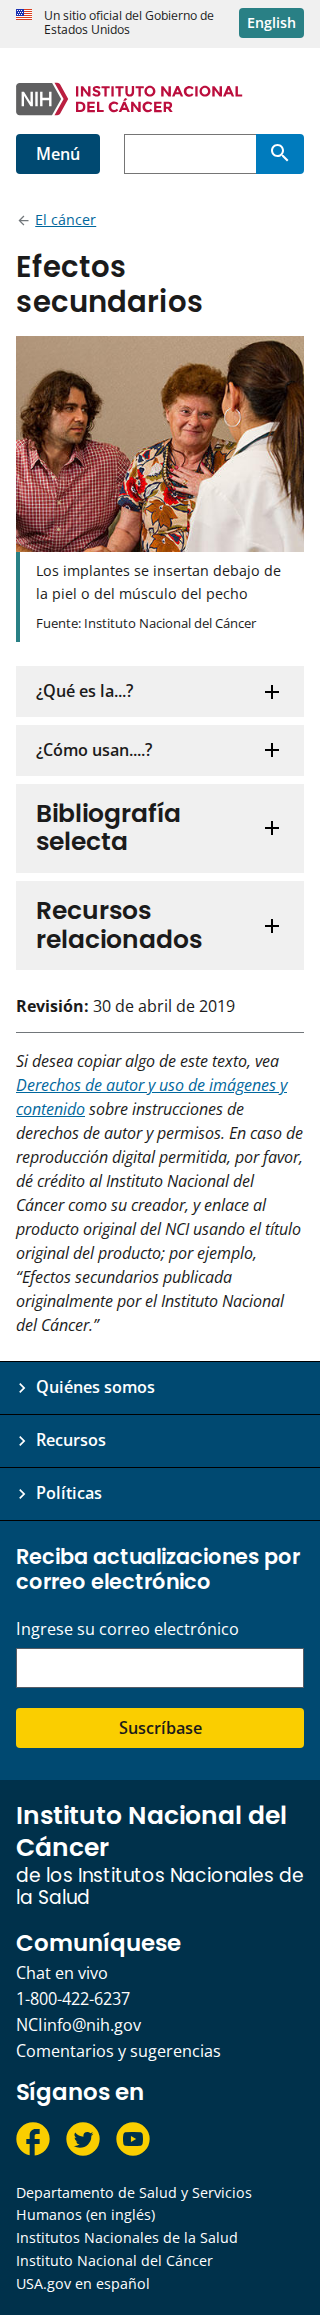 Un sitio oficial del Gobierno de
Estados Unidos
English
NIH
INSTITUTO NACIONAL
DEL CÁNCER
Menú
El cáncer
Efectos
secundarios
Los implantes se insertan debajo de
la piel o del músculo del pecho
Fuente: Instituto Nacional del Cáncer
¿Qué es la...?
¿Cómo usan....?
Bibliografía
selecta
Recursos
relacionados
Revisión: 30 de abril de 2019
Si desea copiar algo de este texto, vea
Derechos de autor y uso de imágenes y
contenido sobre instrucciones de
derechos de autor y permisos. En caso de
reproducción digital permitida, por favor,
dé crédito al Instituto Nacional del
Cáncer como su creador, y enlace al
producto original del NCI usando el título
original del producto; por ejemplo,
“Efectos secundarios publicada
originalmente por el Instituto Nacional
del Cáncer.”
Quiénes somos
Recursos
Políticas
Reciba actualizaciones por
correo electrónico
Ingrese su correo electrónico
Suscríbase
Instituto Nacional del
Cáncer
de los Institutos Nacionales de
la Salud
Comuníquese
Chat en vivo
1-800-422-6237
NCIinfo@nih.gov
Comentarios y sugerencias
Síganos en
Departamento de Salud y Servicios
Humanos (en inglés)
Institutos Nacionales de la Salud
Instituto Nacional del Cáncer
USA.gov en español